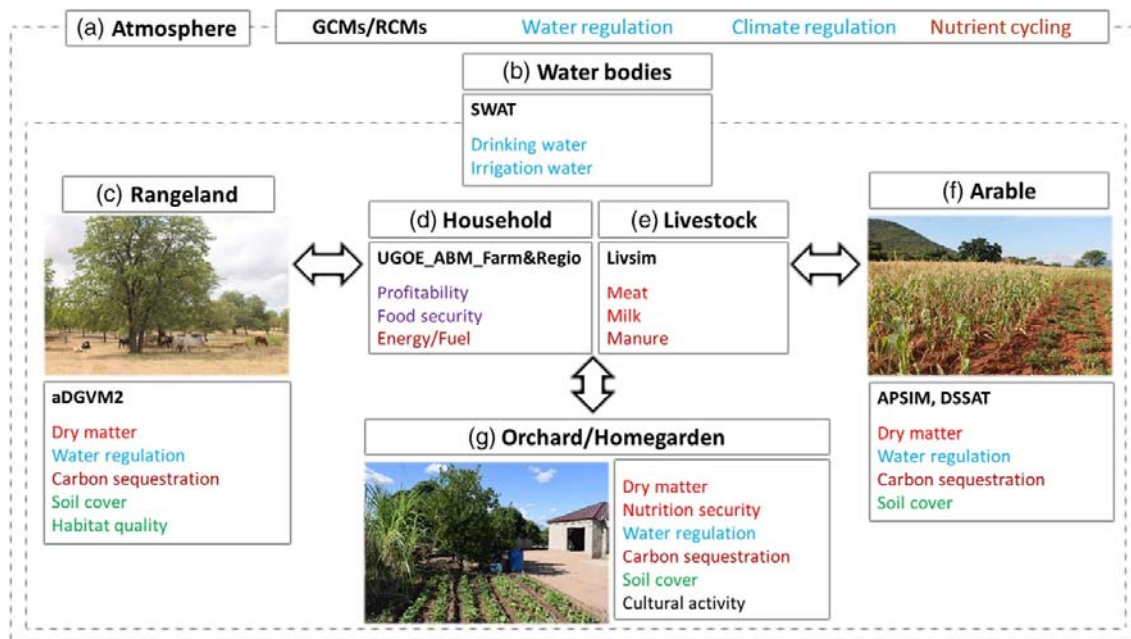 (a) Atmosphere
GCMs/RCMs Water regulation Climate regulation Nutrient cycling
(b) Water bodies
SWAT
Drinking water
Irrigation water
(c) Rangeland
aDGVM2
Dry matter
Water regulation
Carbon sequestration
Soil cover
Habitat quality
(d) Household
UGOE_ABM_Farm&Regio
Profitability
Food security
Energy/Fuel
(e) Livestock
Livsim
Meat
Milk
Manure
(f) Arable
APSIM, DSSAT
Dry matter
Water regulation
Carbon sequestration
Soil cover
(g) Orchard/Homegarden
Dry matter
Nutrition security
Water regulation
Carbon sequestration
Soil cover
Cultural activity